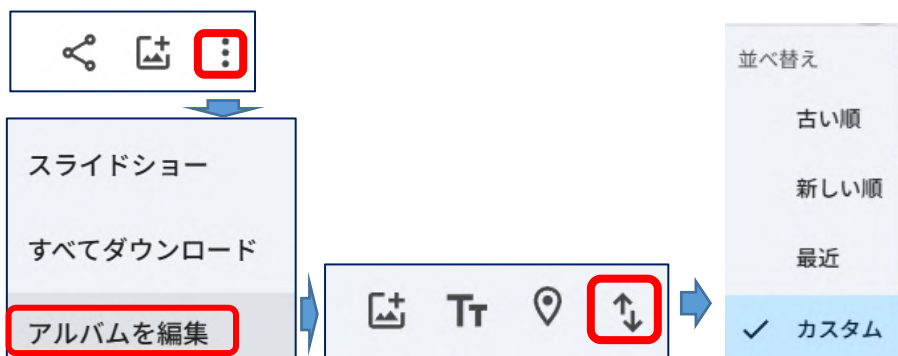 スライドショー
すべてダウンロード
アルバムを編集
Tт
並べ替え
古い順
新しい順
最近
カスタム